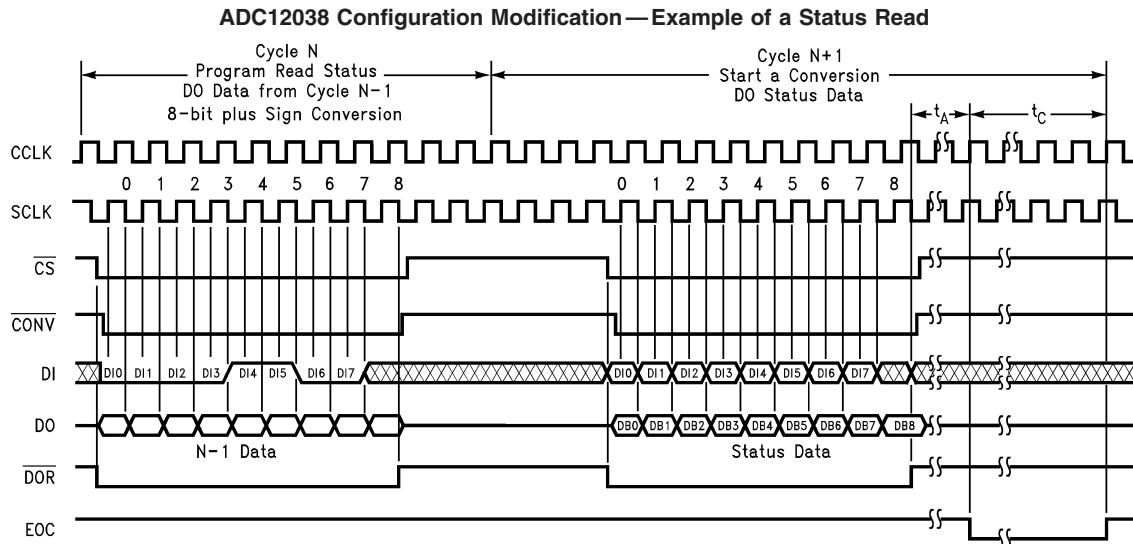 ADC12038 Configuration Modification—Example of a Status Read
Cycle N
Program Read Status
DO Data from Cycle N-1
8-bit plus Sign Conversion
Cycle N+1
Start a Conversion
DO Status Data
tA
tC
CCLK
0 1 2 3 4 5 6 7 8
0 1 2 3 4 5 6 7 8
SCLK
CS
CONV
DI
DI0 DI1 DI2 DI3 DI4 DI5 DI6 DI7
DI0 DI1 DI2 DI3 DI4 DI5 DI6 DI7
DO
DB0 DB1 DB2 DB3 DB4 DB5 DB6 DB7 DB8
N-1 Data
Status Data
DOR
EOC